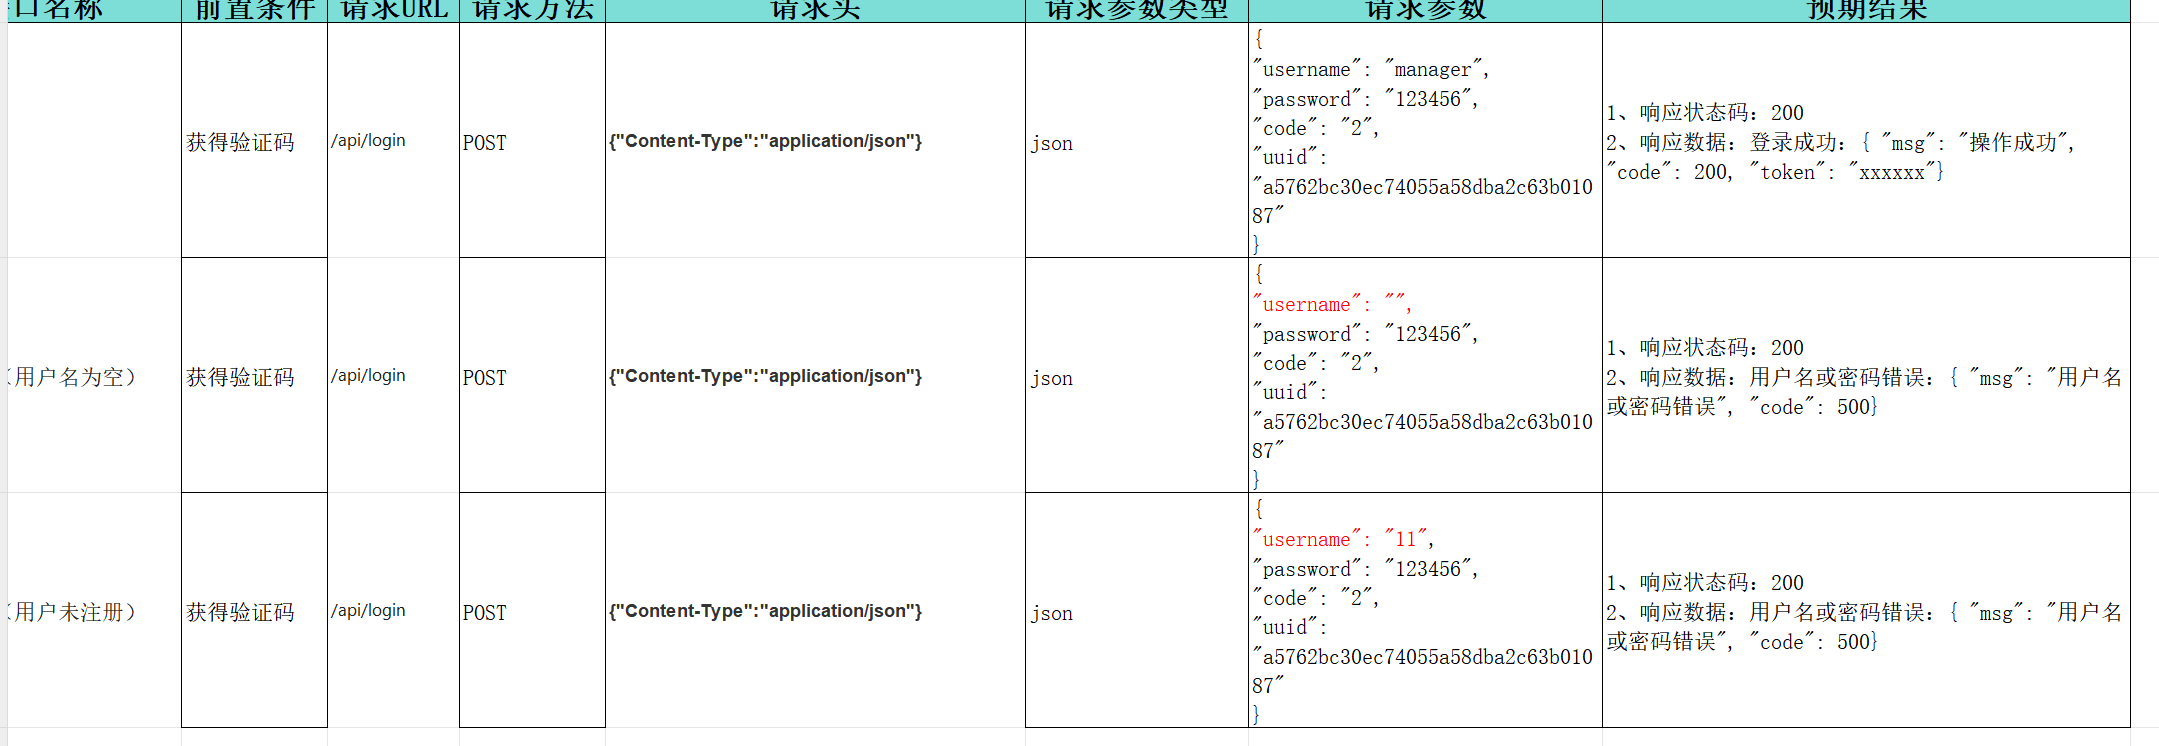 口名称 前置条件 请求URL 请求方法 请求头 请求参数类型 请求参数 预期结果
获得验证码
/api/login
POST
{"Content-Type":"application/json"}
json
{
"username": "manager",
"password": "123456",
"code": "2",
"uuid":
"a5762bc30ec74055a58dba2c63b010
87"
}
1、响应状态码：200
2、响应数据：登录成功：{ "msg": "操作成功",
"code": 200, "token": "xxxxxx"}
（用户名为空）
获得验证码
/api/login
POST
{"Content-Type":"application/json"}
json
{
"username": "",
"password": "123456",
"code": "2",
"uuid":
"a5762bc30ec74055a58dba2c63b010
87"
}
1、响应状态码：200
2、响应数据：用户名或密码错误：{ "msg": "用户名
或密码错误", "code": 500}
（用户未注册）
获得验证码
/api/login
POST
{"Content-Type":"application/json"}
json
{
"username": "11",
"password": "123456",
"code": "2",
"uuid":
"a5762bc30ec74055a58dba2c63b010
87"
}
1、响应状态码：200
2、响应数据：用户名或密码错误：{ "msg": "用户名
或密码错误", "code": 500}